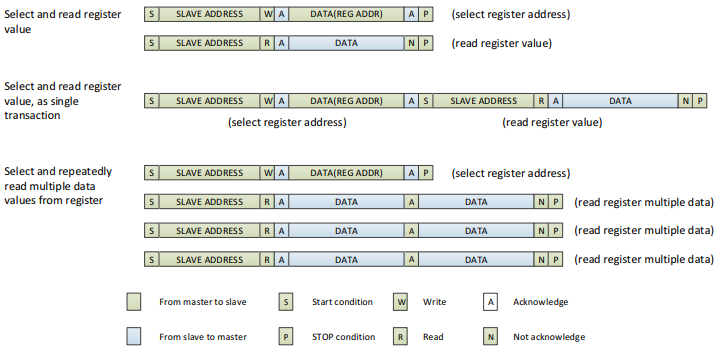 Select and read register
value
S SLAVE ADDRESS W A DATA(REG ADDR) A P (select register address)
S SLAVE ADDRESS R A DATA N P (read register value)
Select and read register
value, as single
transaction
S SLAVE ADDRESS W A DATA(REG ADDR) A S SLAVE ADDRESS R A DATA N P
(select register address) (read register value)
Select and repeatedly
read multiple data
values from register
S SLAVE ADDRESS W A DATA(REG ADDR) A P (select register address)
S SLAVE ADDRESS R A DATA A DATA N P (read register multiple data)
S SLAVE ADDRESS R A DATA A DATA N P (read register multiple data)
S SLAVE ADDRESS R A DATA A DATA N P (read register multiple data)
From master to slave S Start condition W Write A Acknowledge
From slave to master P STOP condition R Read N Not acknowledge